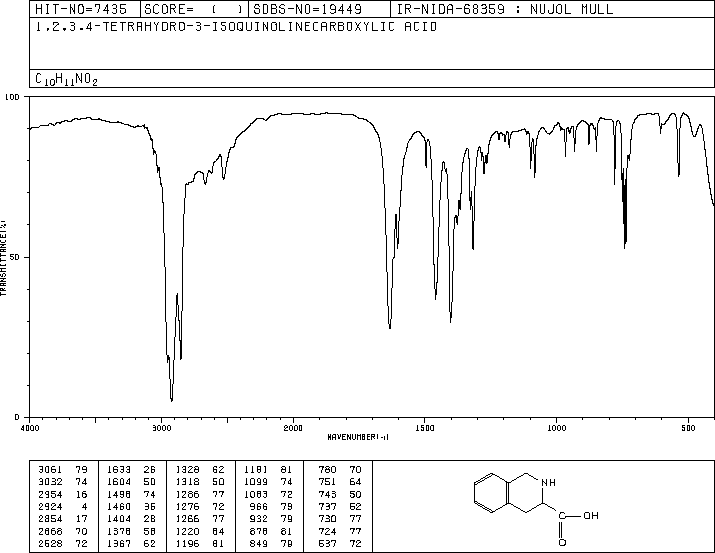 HIT-NO=7435 SCORE= ( ) SDBS-NO=19449 IR-NIDA-68359 : NUJOL MULL
1,2,3,4-TETRAHYDRO-3-ISOQUINOLINECARBOXYLIC ACID
C10H11NO2
100
50
0
TRANSMITTANCE(%)
4000 3000 2000 1500 1000 500
WAVENUMBER(-1)
3061 79 1633 26 1328 62 1181 81 780 70
3032 74 1604 50 1318 50 1099 74 751 64
2954 16 1498 74 1286 77 1083 72 743 50
2924 4 1460 36 1276 72 966 79 737 52
2854 17 1404 28 1266 77 932 79 730 77
2666 70 1378 58 1220 84 878 81 724 77
2528 72 1367 62 1196 81 849 79 537 72
NH
C—OH
O